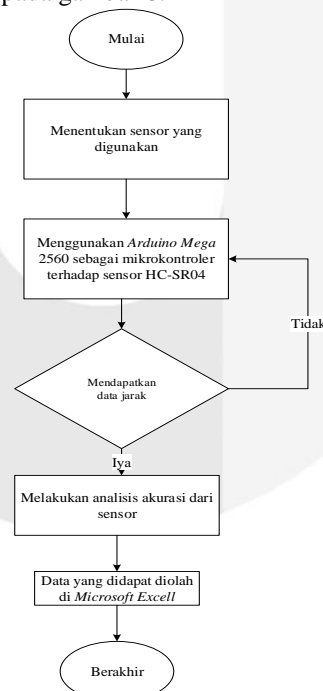 Mulai
Menentukan sensor yang
digunakan
Menggunakan Arduino Mega
2560 sebagai mikrokontroler
terhadap sensor HC-SR04
Tidak
Mendapatkan
data jarak
Iya
Melakukan analisis akurasi dari
sensor
Data yang didapat diolah
di Microsoft Excell
Berakhir